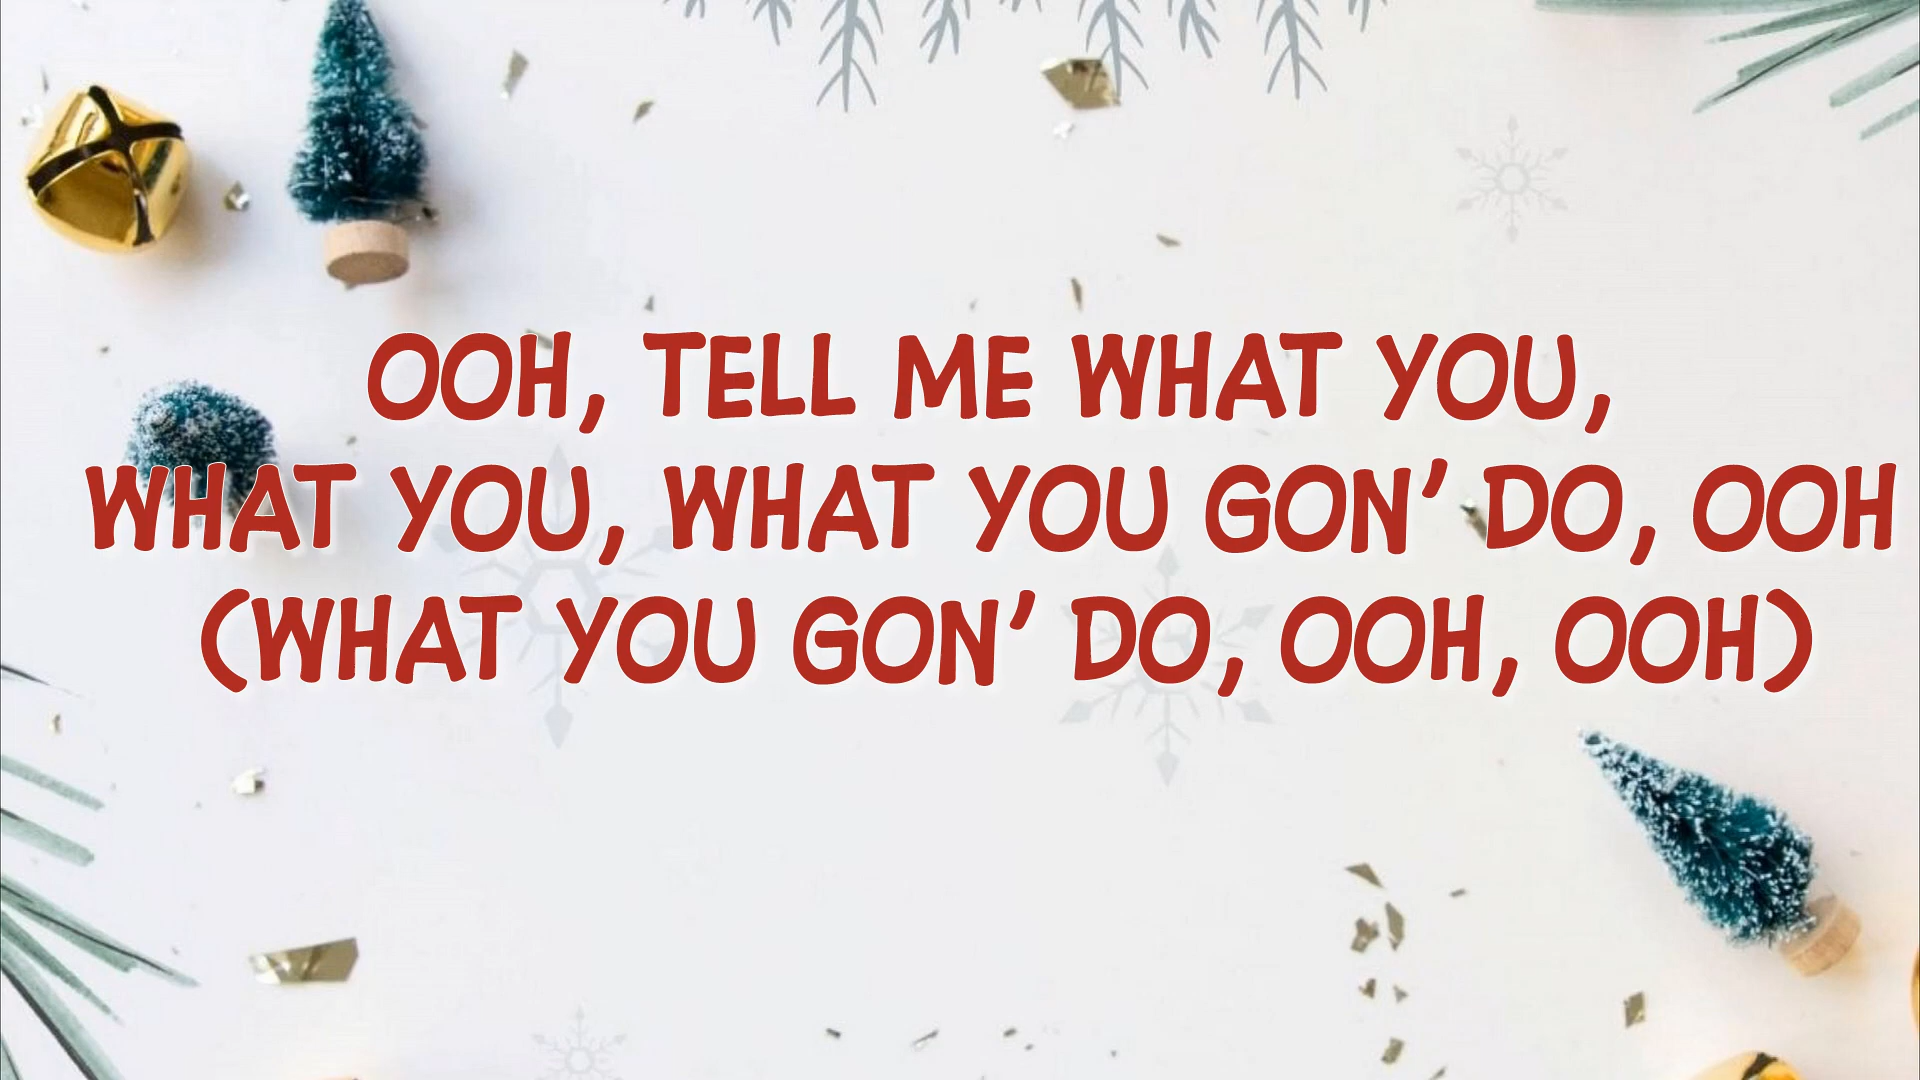 OOH, TELL ME WHAT YOU,
WHAT YOU, WHAT YOU GON’ DO, OOH
(WHAT YOU GON’ DO, OOH, OOH)